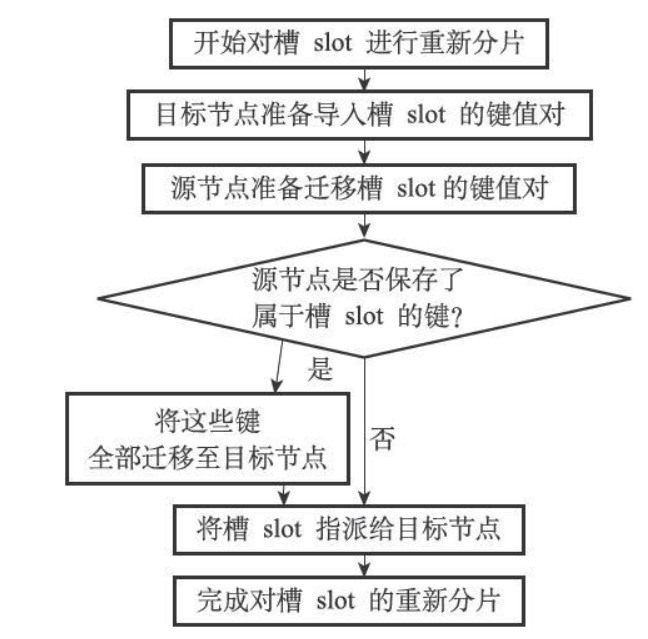 开始对槽 slot 进行重新分片
目标节点准备导入槽 slot 的键值对
源节点准备迁移槽 slot的键值对
源节点是否保存了
属于槽 slot 的键?
是
将这些键
全部迁移至目标节点
否
将槽 slot 指派给目标节点
完成对槽 slot 的重新分片